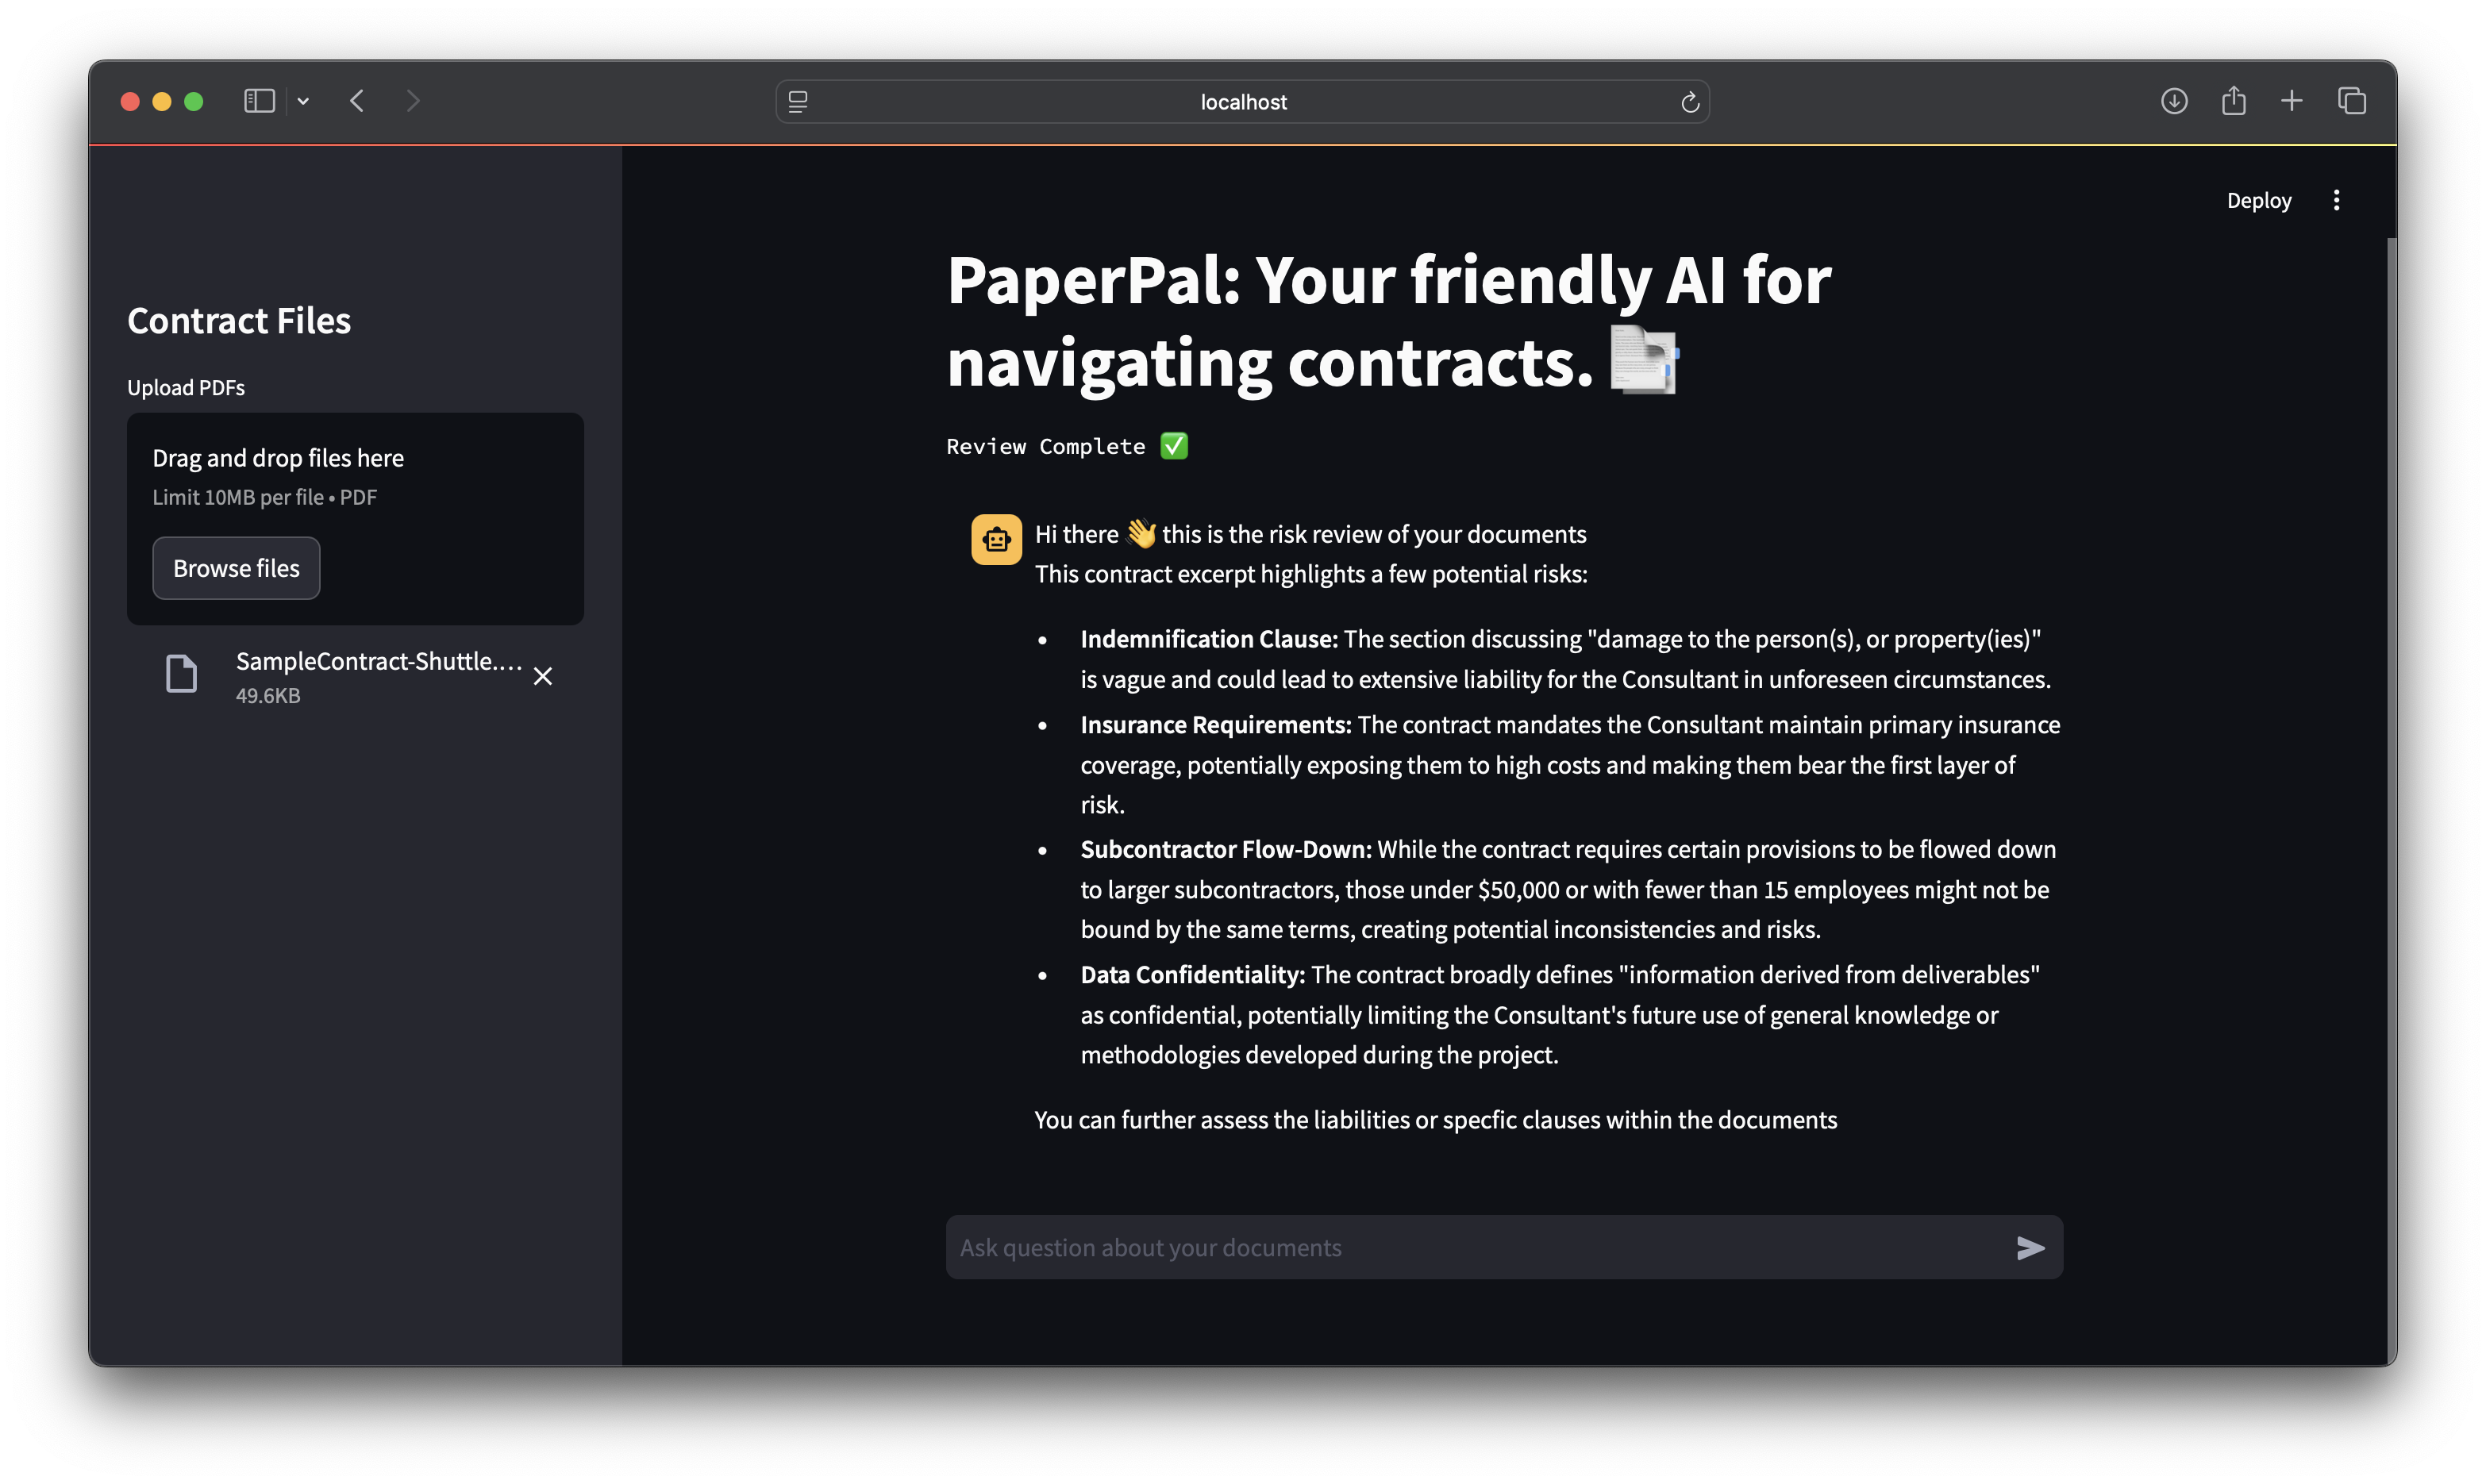 localhost
Deploy
Contract Files
Upload PDFs
Drag and drop files here
Limit 10MB per file • PDF
Browse files
SampleContract-Shuttle....
49.6KB
PaperPal: Your friendly AI for
navigating contracts.
Review Complete ✅
Hi there 👋 this is the risk review of your documents
This contract excerpt highlights a few potential risks:
• Indemnification Clause: The section discussing "damage to the person(s), or property(ies)"
is vague and could lead to extensive liability for the Consultant in unforeseen circumstances.
• Insurance Requirements: The contract mandates the Consultant maintain primary insurance
coverage, potentially exposing them to high costs and making them bear the first layer of
risk.
• Subcontractor Flow-Down: While the contract requires certain provisions to be flowed down
to larger subcontractors, those under $50,000 or with fewer than 15 employees might not be
bound by the same terms, creating potential inconsistencies and risks.
• Data Confidentiality: The contract broadly defines "information derived from deliverables"
as confidential, potentially limiting the Consultant's future use of general knowledge or
methodologies developed during the project.
You can further assess the liabilities or specfic clauses within the documents
Ask question about your documents